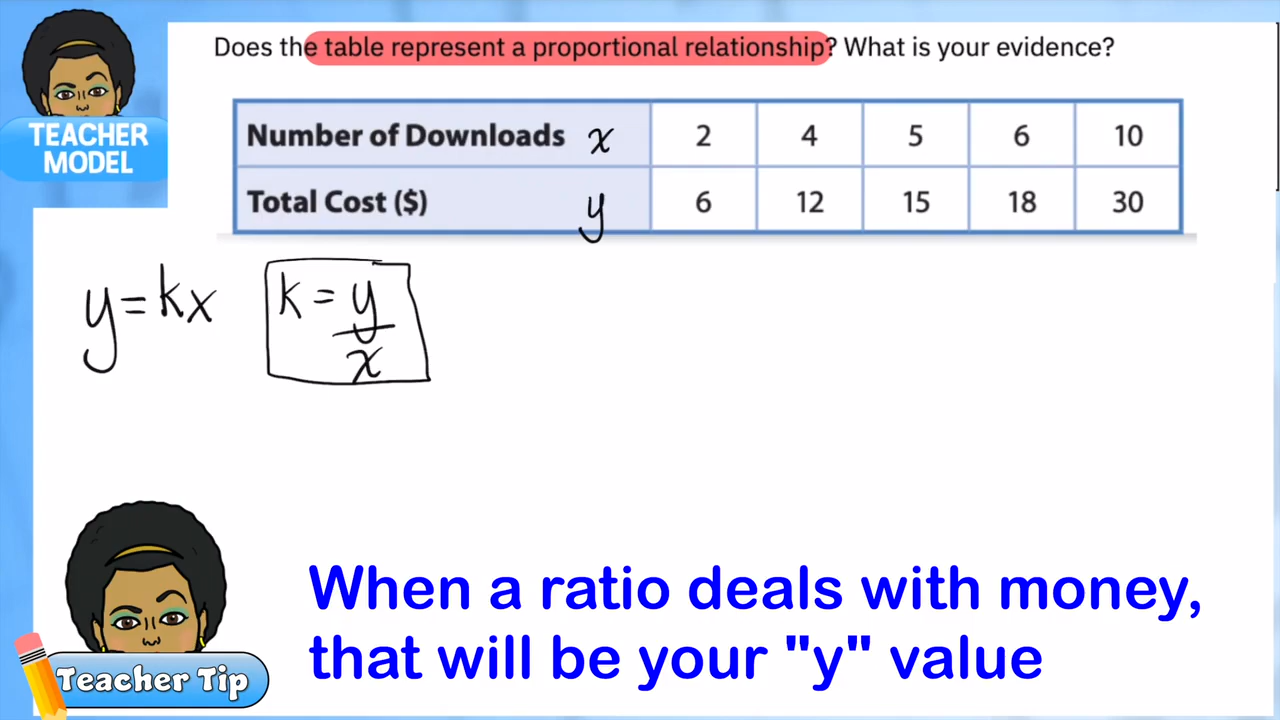 Does the table represent a proportional relationship? What is your evidence?
TEACHER
MODEL
Number of Downloads x 2 4 5 6 10
Total Cost ($) y 6 12 15 18 30
y = kx
k = y/x
When a ratio deals with money,
that will be your "y" value
Teacher Tip